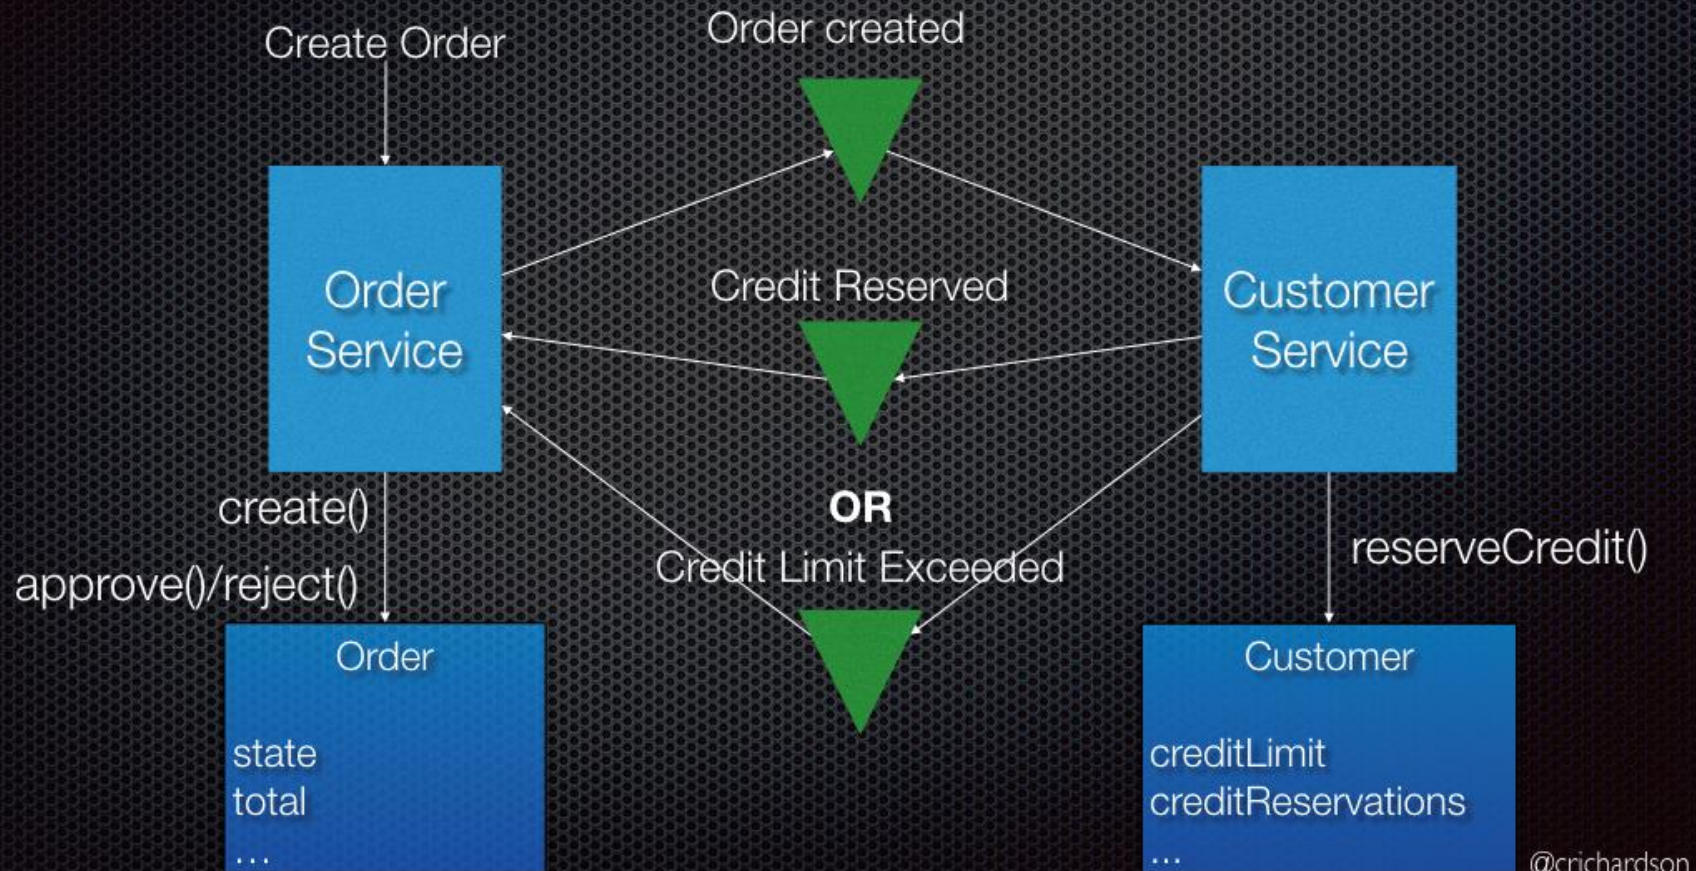 Create Order
Order created
Order
Service
Credit Reserved
Customer
Service
create()
approve()/reject()
OR
Credit Limit Exceeded
reserveCredit()
Order
state
total
...
Customer
creditLimit
creditReservations
...
@crichardson